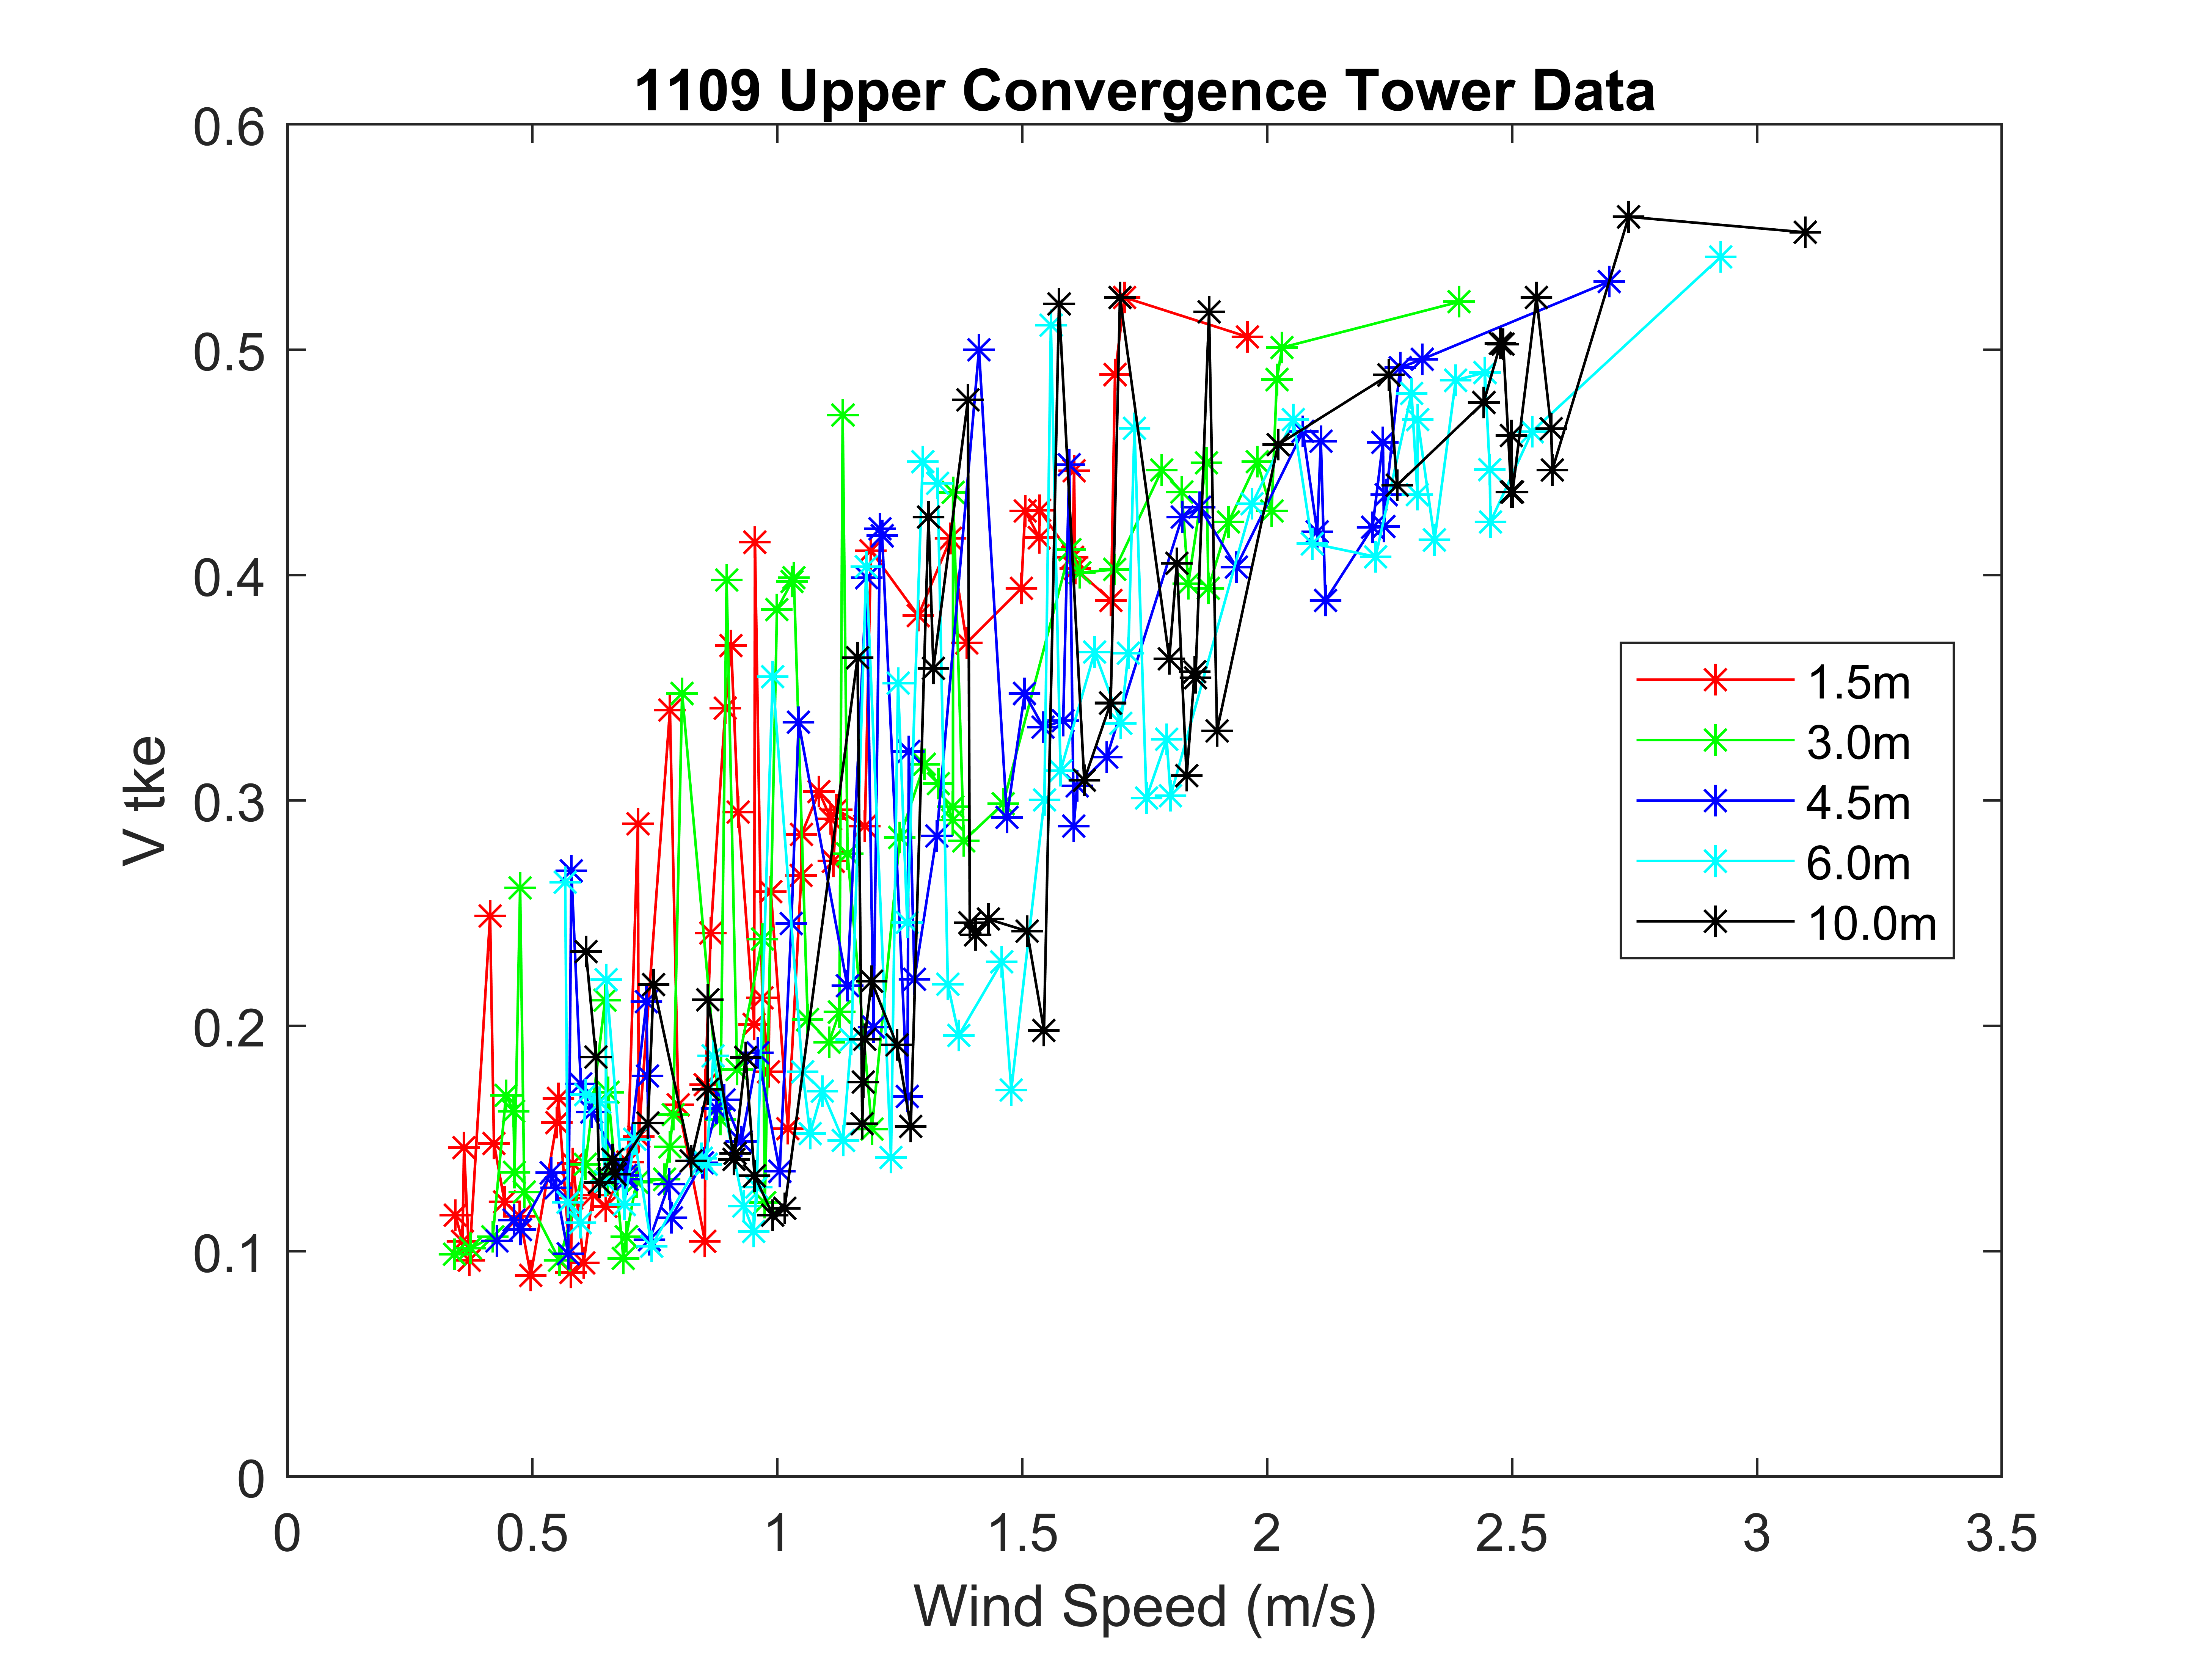 1109 Upper Convergence Tower Data
0.6
0.5
0.4
0.3
0.2
0.1
0
V tke
1.5m
3.0m
4.5m
6.0m
10.0m
0 0.5 1 1.5 2 2.5 3 3.5
Wind Speed (m/s)